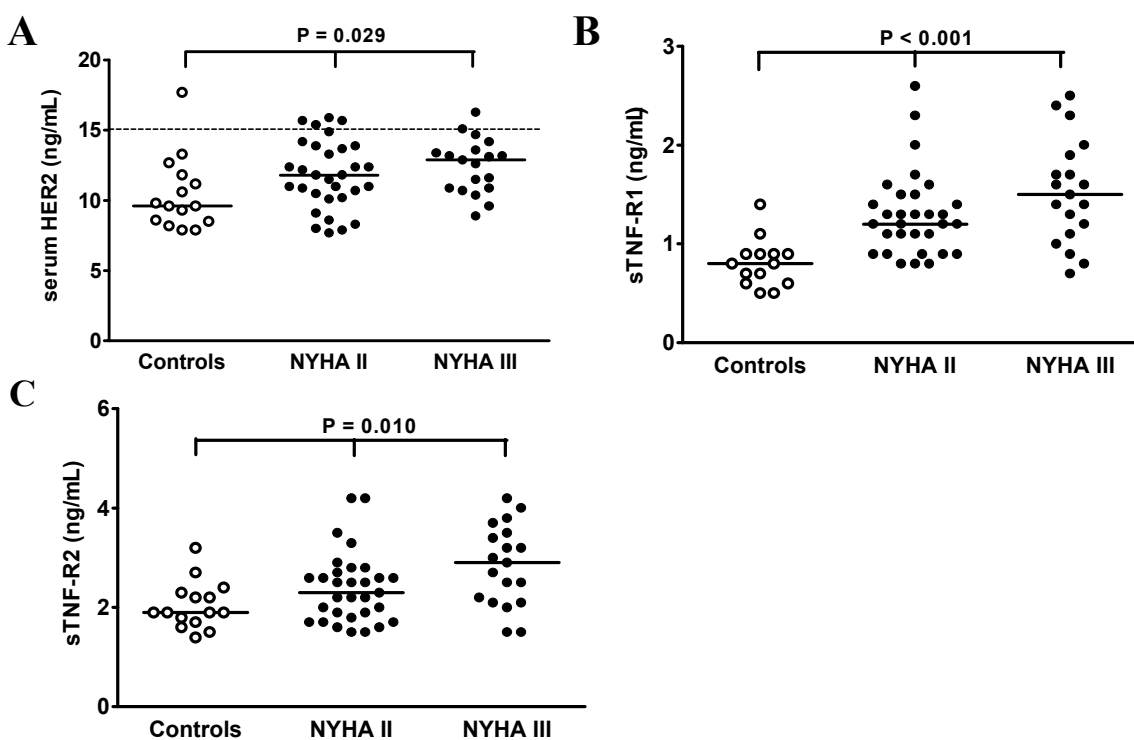 A
P = 0.029
serum HER2 (ng/mL)
20
15
10
5
0
Controls NYHA II NYHA III
B
P < 0.001
sTNF-R1 (ng/mL)
3
2
1
0
Controls NYHA II NYHA III
C
P = 0.010
sTNF-R2 (ng/mL)
6
4
2
0
Controls NYHA II NYHA III